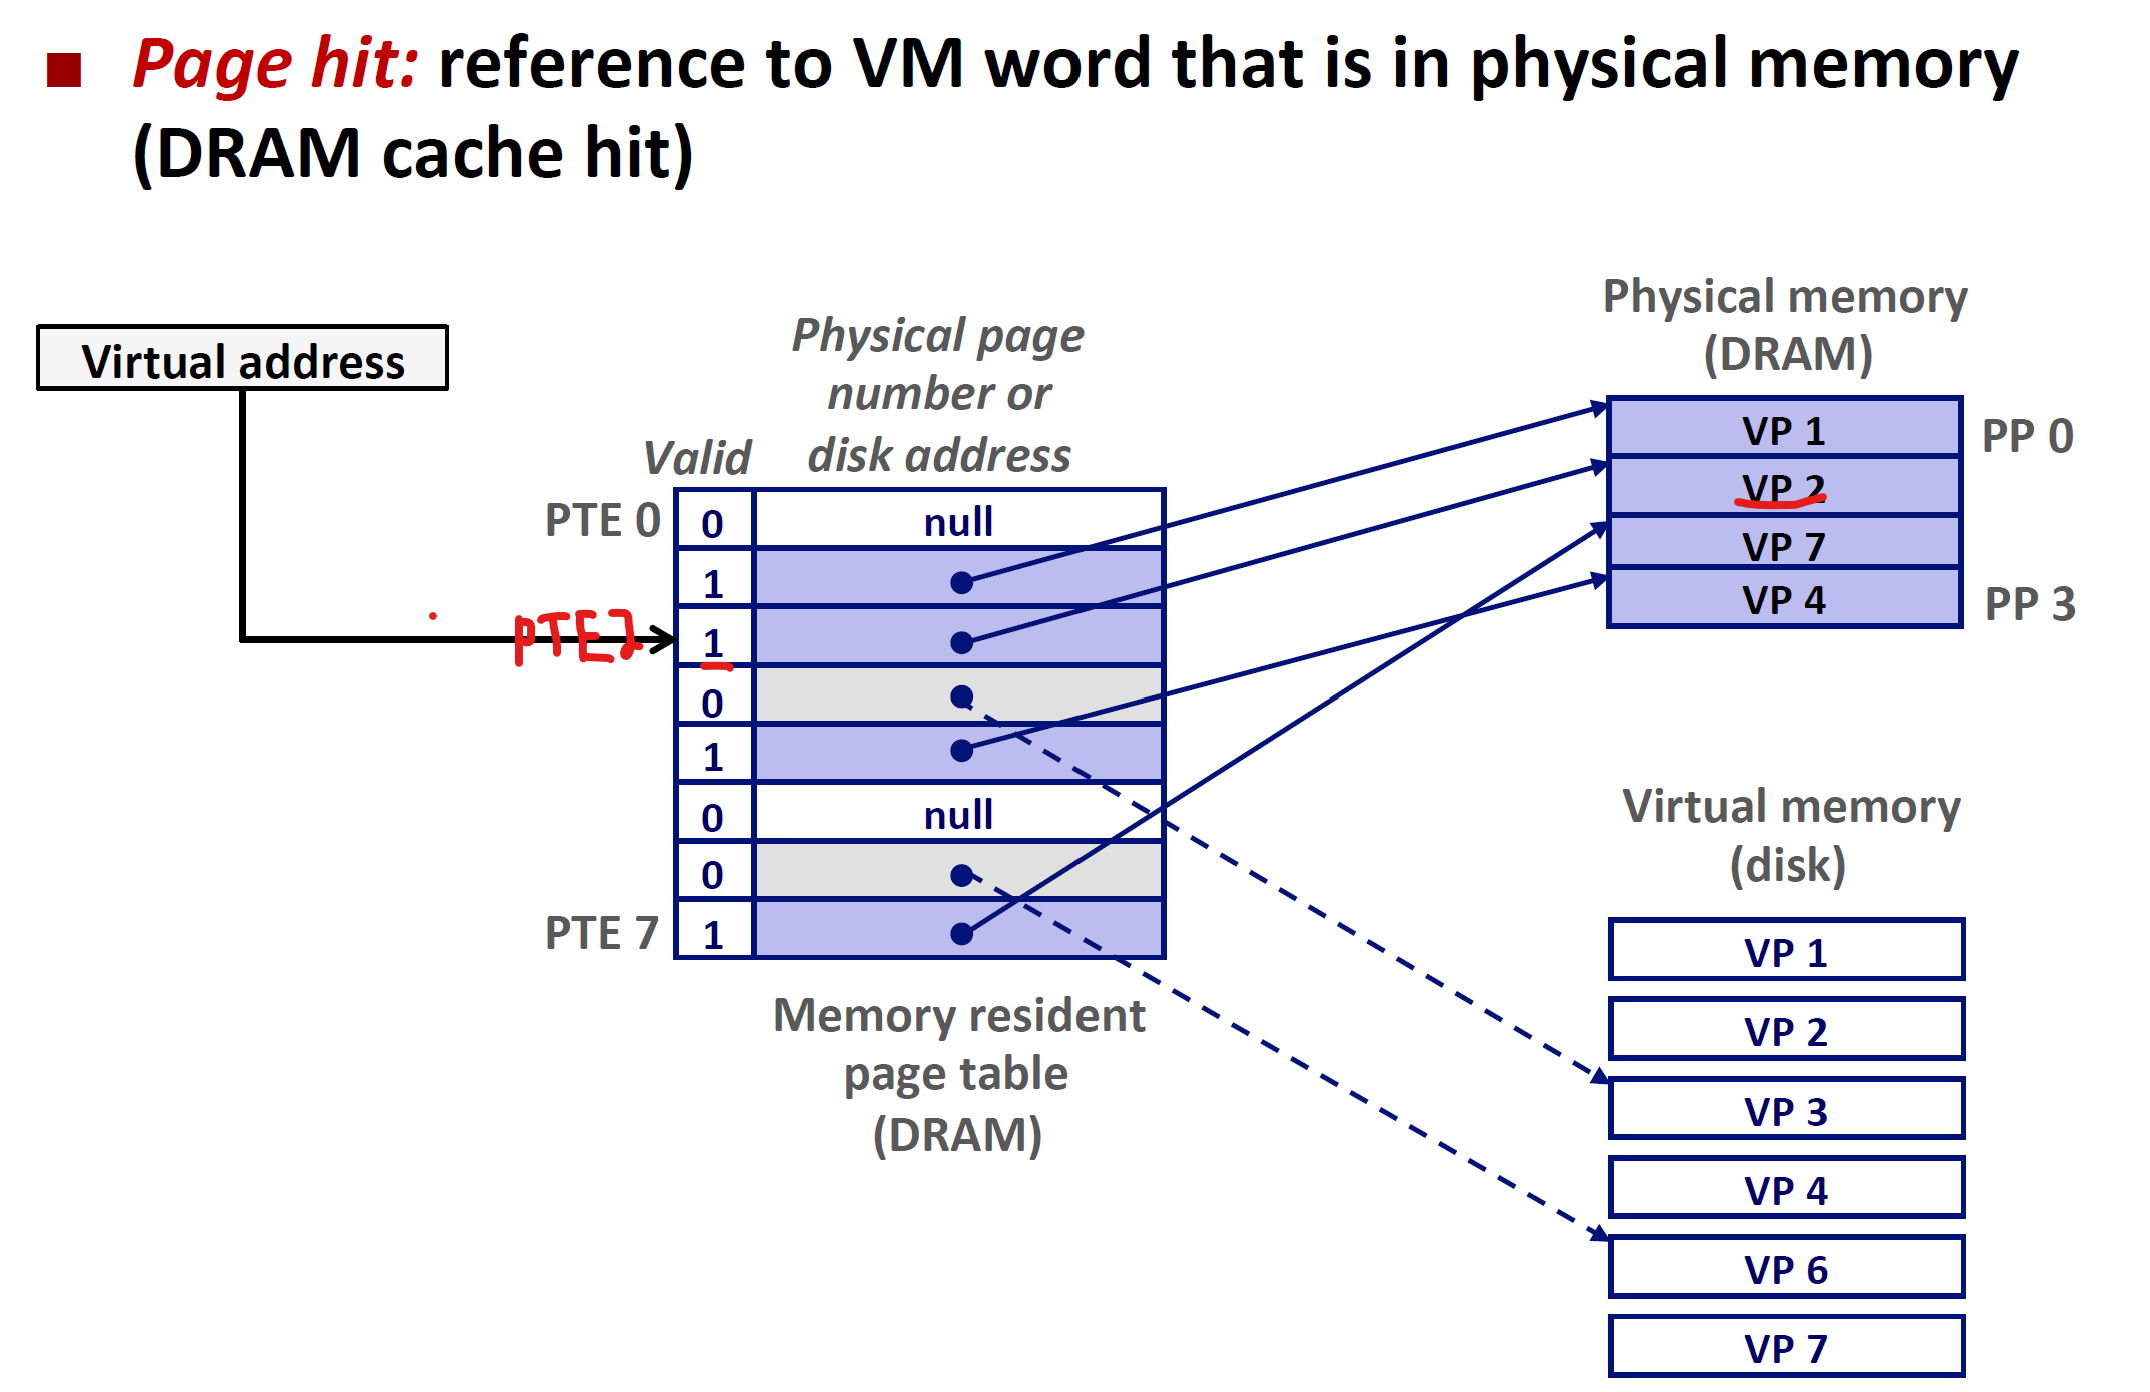 Page hit: reference to VM word that is in physical memory
(DRAM cache hit)
Virtual address
Physical page
number or
disk address
Valid
PTE 0
0 null
1
PTE2
1
0
1
0 null
0
PTE 7
1
Memory resident
page table
(DRAM)
Physical memory
(DRAM)
VP 1 PP 0
VP 2
VP 7
VP 4 PP 3
Virtual memory
(disk)
VP 1
VP 2
VP 3
VP 4
VP 6
VP 7